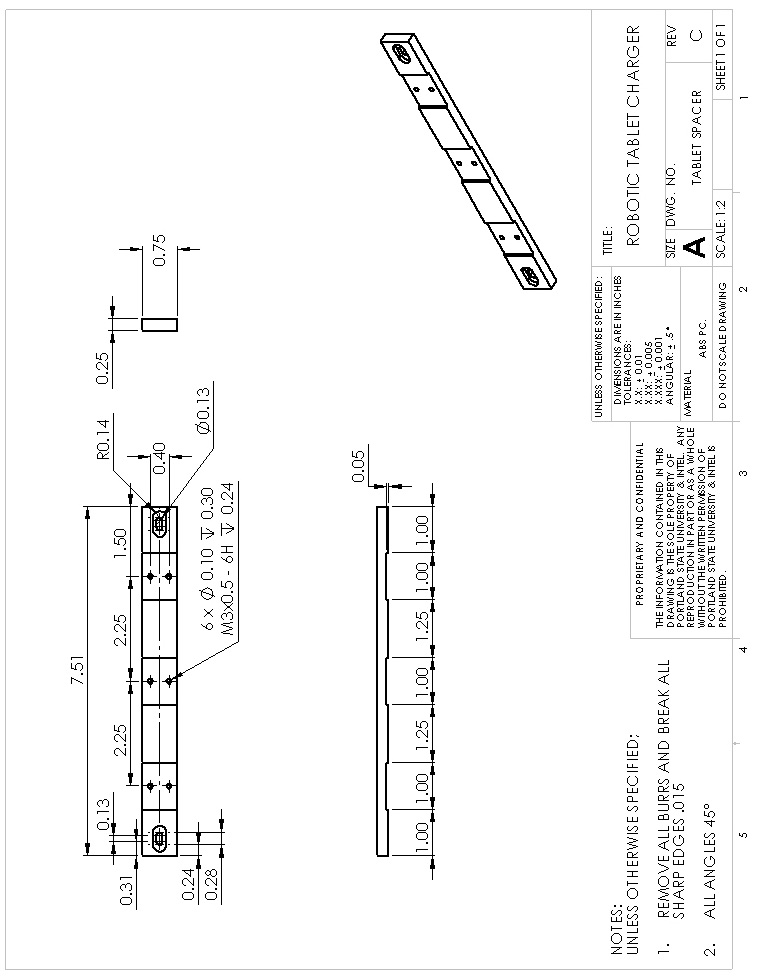 7.51
2.25
2.25
1.50
0.13
0.31
0.24
0.28
R0.14
0.40
Ø0.13
6 x Ø 0.10 ↧ 0.30
M3x0.5 - 6H ↧ 0.24
0.25
0.75
0.05
1.00
1.00
1.25
1.00
1.25
1.00
1.00
NOTES:
UNLESS OTHERWISE SPECIFIED:
1. REMOVE ALL BURRS AND BREAK ALL
SHARP EDGES .015
2. ALL ANGLES 45°
PROPRIETARY AND CONFIDENTIAL
THE INFORMATION CONTAINED IN THIS
DRAWING IS THE SOLE PROPERTY OF
PORTLAND STATE UNIVERSITY & INTEL. ANY
REPRODUCTION IN PART OR AS A WHOLE
WITHOUT THE WRITTEN PERMISSION OF
PORTLAND STATE UNIVERSITY & INTEL IS
PROHIBITED.
UNLESS OTHERWISE SPECIFIED:
DIMENSIONS ARE IN INCHES
TOLERANCES:
X.X: ± 0.01
X.XX: ± 0.005
X.XXX: ± 0.001
ANGULAR: ± .5°
MATERIAL
ABS PC.
DO NOT SCALE DRAWING
TITLE:
ROBOTIC TABLET CHARGER
SIZE DWG. NO. REV
A TABLET SPACER C
SCALE: 1:2 SHEET 1 OF 1
5 4 3 2 1